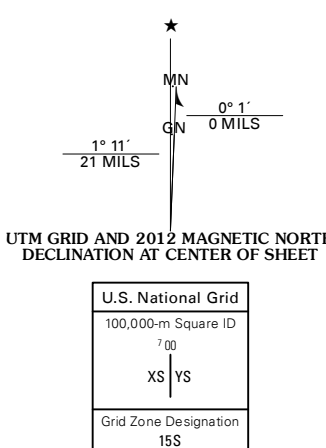 ★
MN
GN
0° 1´
0 MILS
1° 11´
21 MILS
UTM GRID AND 2012 MAGNETIC NORTH
DECLINATION AT CENTER OF SHEET
U.S. National Grid
100,000-m Square ID
7 00
XS YS
Grid Zone Designation
15S